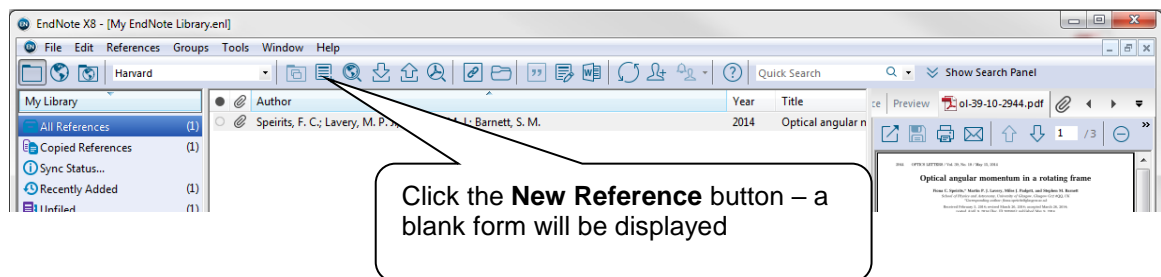 EndNote X8 - [My EndNote Library.enl]
File Edit References Groups Tools Window Help
Harvard Quick Search Show Search Panel
My Library Author Year Title Preview ol-39-10-2944.pdf
All References (1) Speirits, F. C.; Lavery, M. P. Barnett, S. M. 2014 Optical angular
Copied References (1) 1 /3
Sync Status...
Recently Added (1)
Unfiled (1)
Optical angular momentum in a rotating frame
Click the New Reference button – a
blank form will be displayed